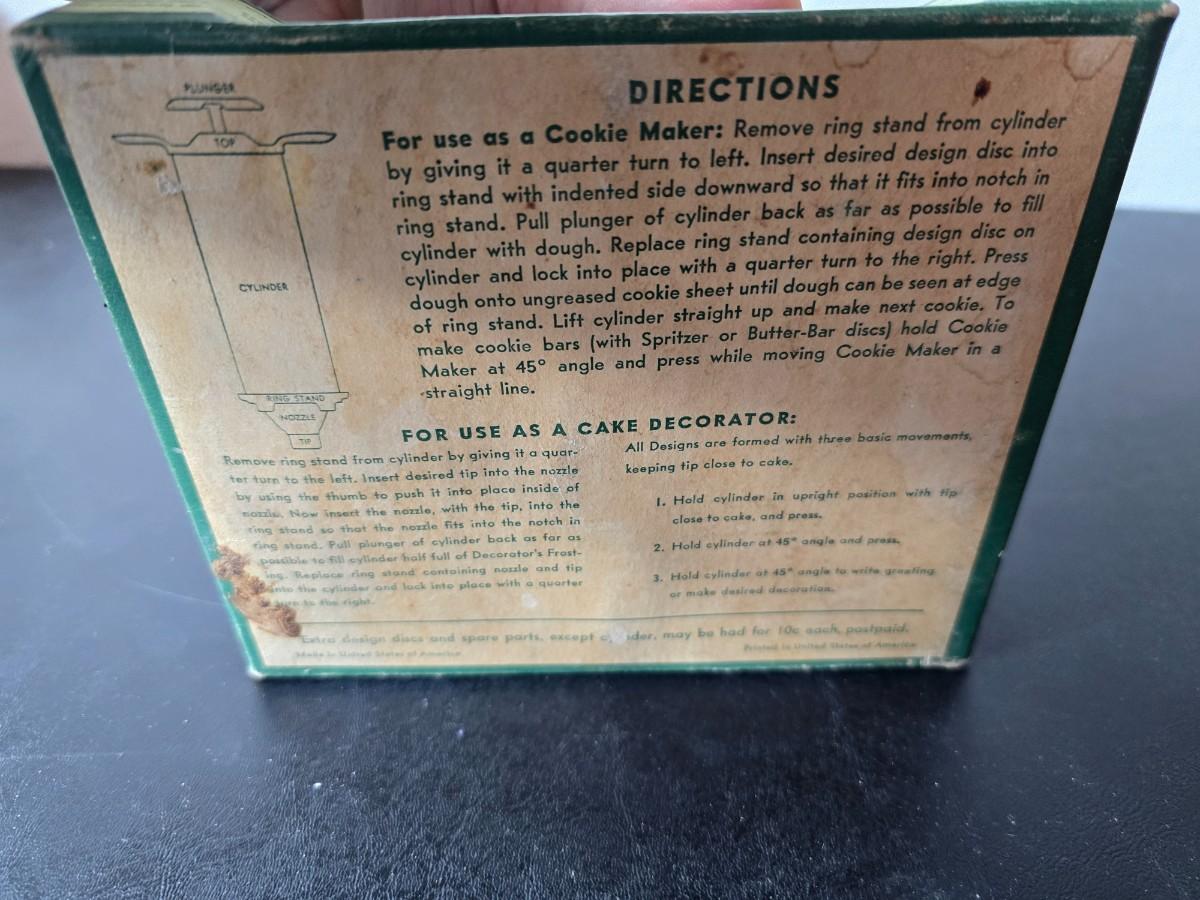 PLUNGER
TOP
CYLINDER
RING STAND
NOZZLE
TIP
DIRECTIONS
For use as a Cookie Maker: Remove ring stand from cylinder
by giving it a quarter turn to left. Insert desired design disc into
ring stand with indented side downward so that it fits into notch in
ring stand. Pull plunger of cylinder back as far as possible to fill
cylinder with dough. Replace ring stand containing design disc on
cylinder and lock into place with a quarter turn to the right. Press
dough onto ungreased cookie sheet until dough can be seen at edge
of ring stand. Lift cylinder straight up and make next cookie. To
make cookie bars (with Spritzer or Butter-Bar discs) hold Cookie
Maker at 45° angle and press while moving Cookie Maker in a
straight line.
FOR USE AS A CAKE DECORATOR:
Remove ring stand from cylinder by giving it a quar-
ter turn to the left. Insert desired tip into the nozzle
by using the thumb to push it into place inside of
nozzle. Now insert the nozzle, with the tip, into the
ring stand so that the nozzle fits into the notch in
ring stand. Pull plunger of cylinder back as far as
possible to fill cylinder half full of Decorator's Frost-
ing. Replace ring stand containing nozzle and tip
into the cylinder and lock into place with a quarter
turn to the right.
All Designs are formed with three basic movements,
keeping tip close to cake.
1. Hold cylinder in upright position with tip
close to cake, and press.
2. Hold cylinder at 45° angle and press.
3. Hold cylinder at 45° angle to write greeting
or make desired decoration.
Extra design discs and spare parts, except cylinder, may be had for 10c each, postpaid.
Made in United States of America
Printed in United States of America